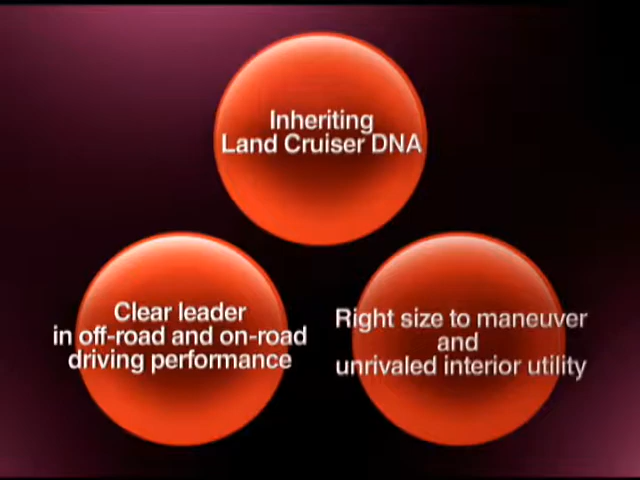 Inheriting
Land Cruiser DNA
Clear leader
in off-road and on-road
driving performance
Right size to maneuver
and
unrivaled interior utility